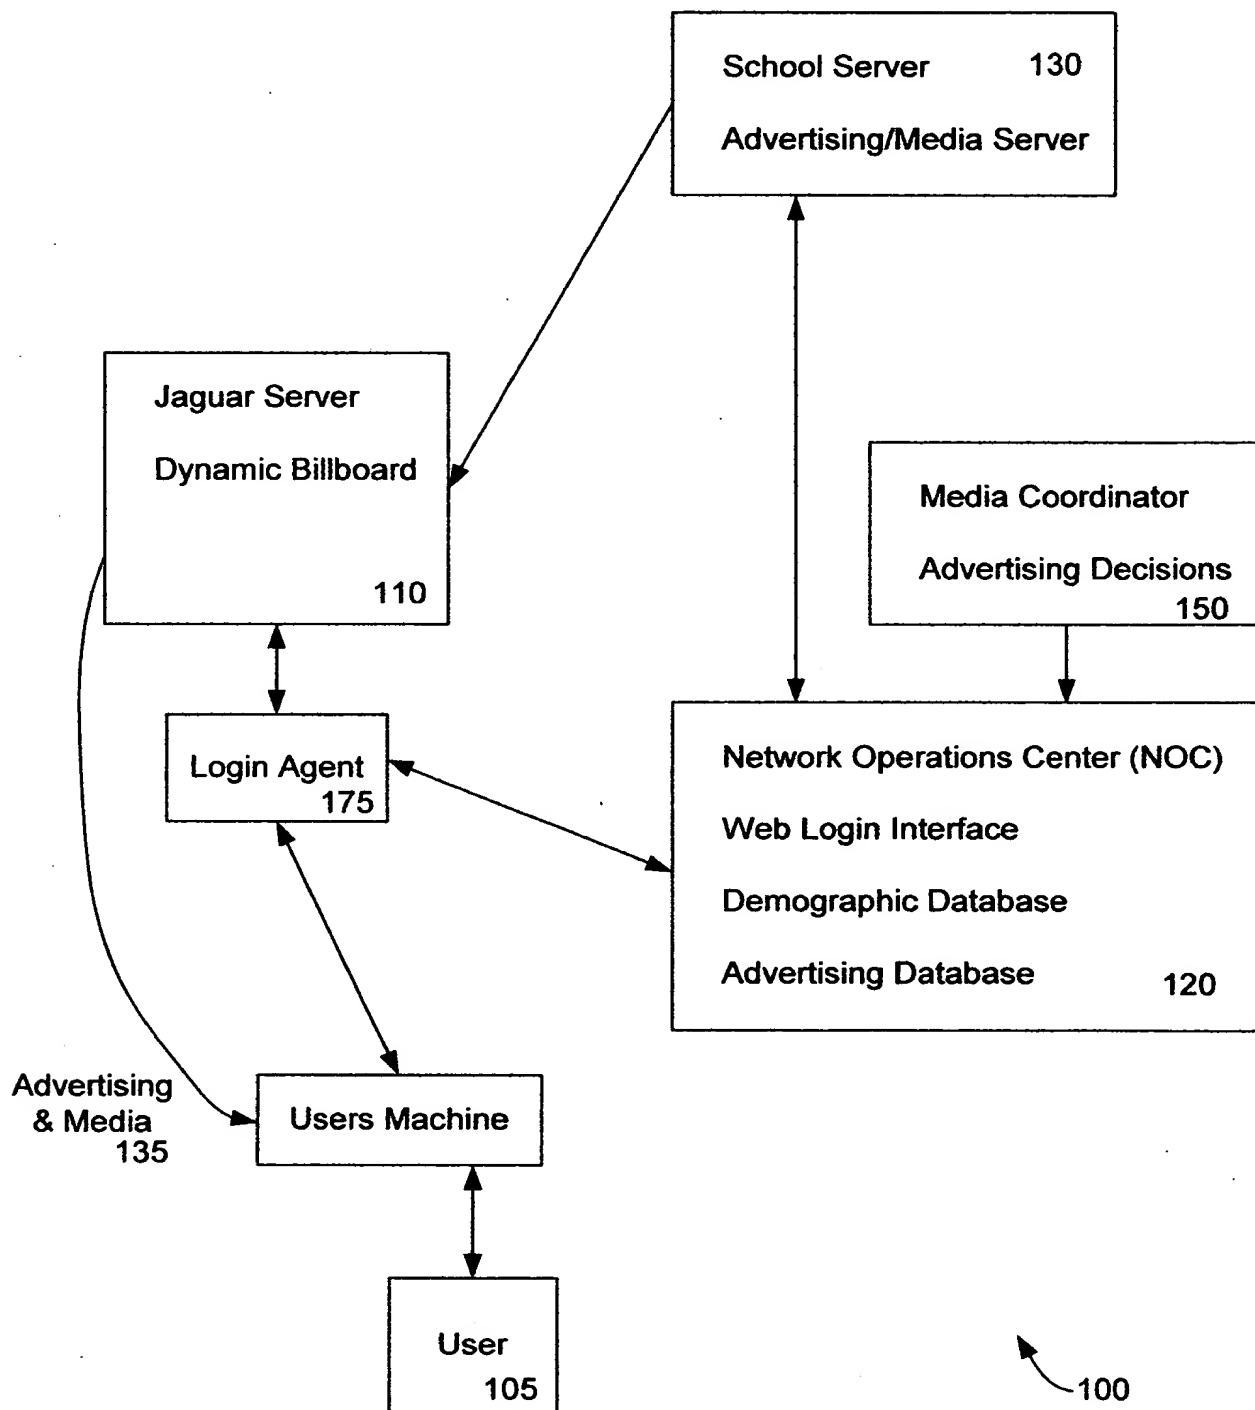 School Server 130
Advertising/Media Server
Jaguar Server
Dynamic Billboard
110
Media Coordinator
Advertising Decisions
150
Login Agent
175
Network Operations Center (NOC)
Web Login Interface
Demographic Database
Advertising Database 120
Advertising
& Media
135
Users Machine
User
105
100